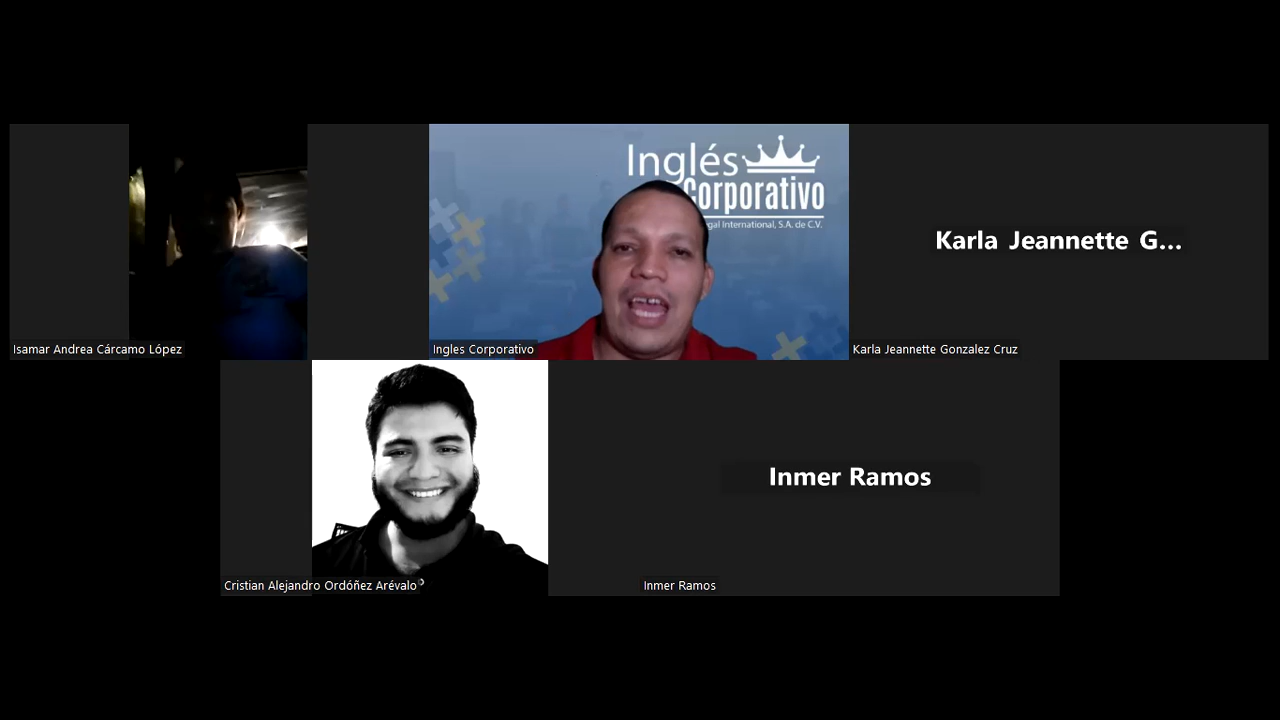 Inglés
Corporativo
gal International, S.A. de C.V.
Karla Jeannette G...
Isamar Andrea Cárcamo López
Ingles Corporativo
Karla Jeannette Gonzalez Cruz
Inmer Ramos
Cristian Alejandro Ordóñez Arévalo
Inmer Ramos